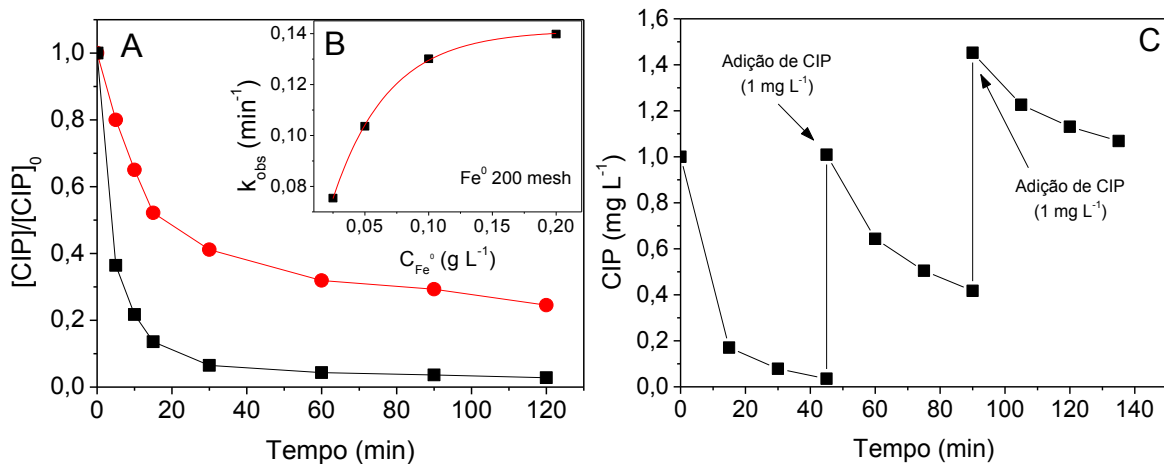 A
[CIP]/[CIP]₀
1,0
0,8
0,6
0,4
0,2
0,0
0 20 40 60 80 100 120
Tempo (min)
B
k_obs (min⁻¹)
0,14
0,12
0,10
0,08
Fe⁰ 200 mesh
0,05 0,10 0,15 0,20
C_Fe⁰ (g L⁻¹)
C
CIP (mg L⁻¹)
1,6
1,4
1,2
1,0
0,8
0,6
0,4
0,2
0,0
Adição de CIP
(1 mg L⁻¹)
Adição de CIP
(1 mg L⁻¹)
0 20 40 60 80 100 120 140
Tempo (min)